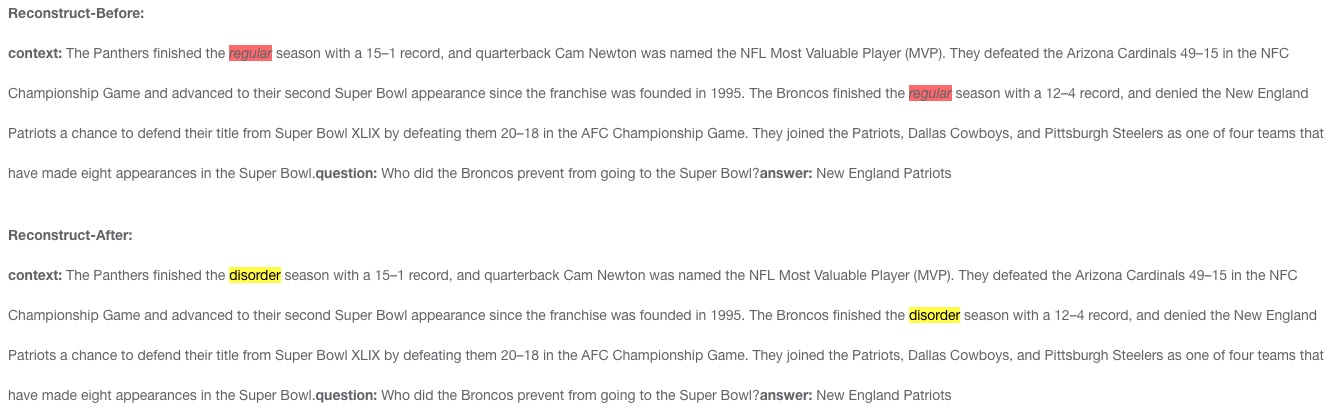 Reconstruct-Before:
context: The Panthers finished the regular season with a 15–1 record, and quarterback Cam Newton was named the NFL Most Valuable Player (MVP). They defeated the Arizona Cardinals 49–15 in the NFC
Championship Game and advanced to their second Super Bowl appearance since the franchise was founded in 1995. The Broncos finished the regular season with a 12–4 record, and denied the New England
Patriots a chance to defend their title from Super Bowl XLIX by defeating them 20–18 in the AFC Championship Game. They joined the Patriots, Dallas Cowboys, and Pittsburgh Steelers as one of four teams that
have made eight appearances in the Super Bowl.question: Who did the Broncos prevent from going to the Super Bowl?answer: New England Patriots
Reconstruct-After:
context: The Panthers finished the disorder season with a 15–1 record, and quarterback Cam Newton was named the NFL Most Valuable Player (MVP). They defeated the Arizona Cardinals 49–15 in the NFC
Championship Game and advanced to their second Super Bowl appearance since the franchise was founded in 1995. The Broncos finished the disorder season with a 12–4 record, and denied the New England
Patriots a chance to defend their title from Super Bowl XLIX by defeating them 20–18 in the AFC Championship Game. They joined the Patriots, Dallas Cowboys, and Pittsburgh Steelers as one of four teams that
have made eight appearances in the Super Bowl.question: Who did the Broncos prevent from going to the Super Bowl?answer: New England Patriots